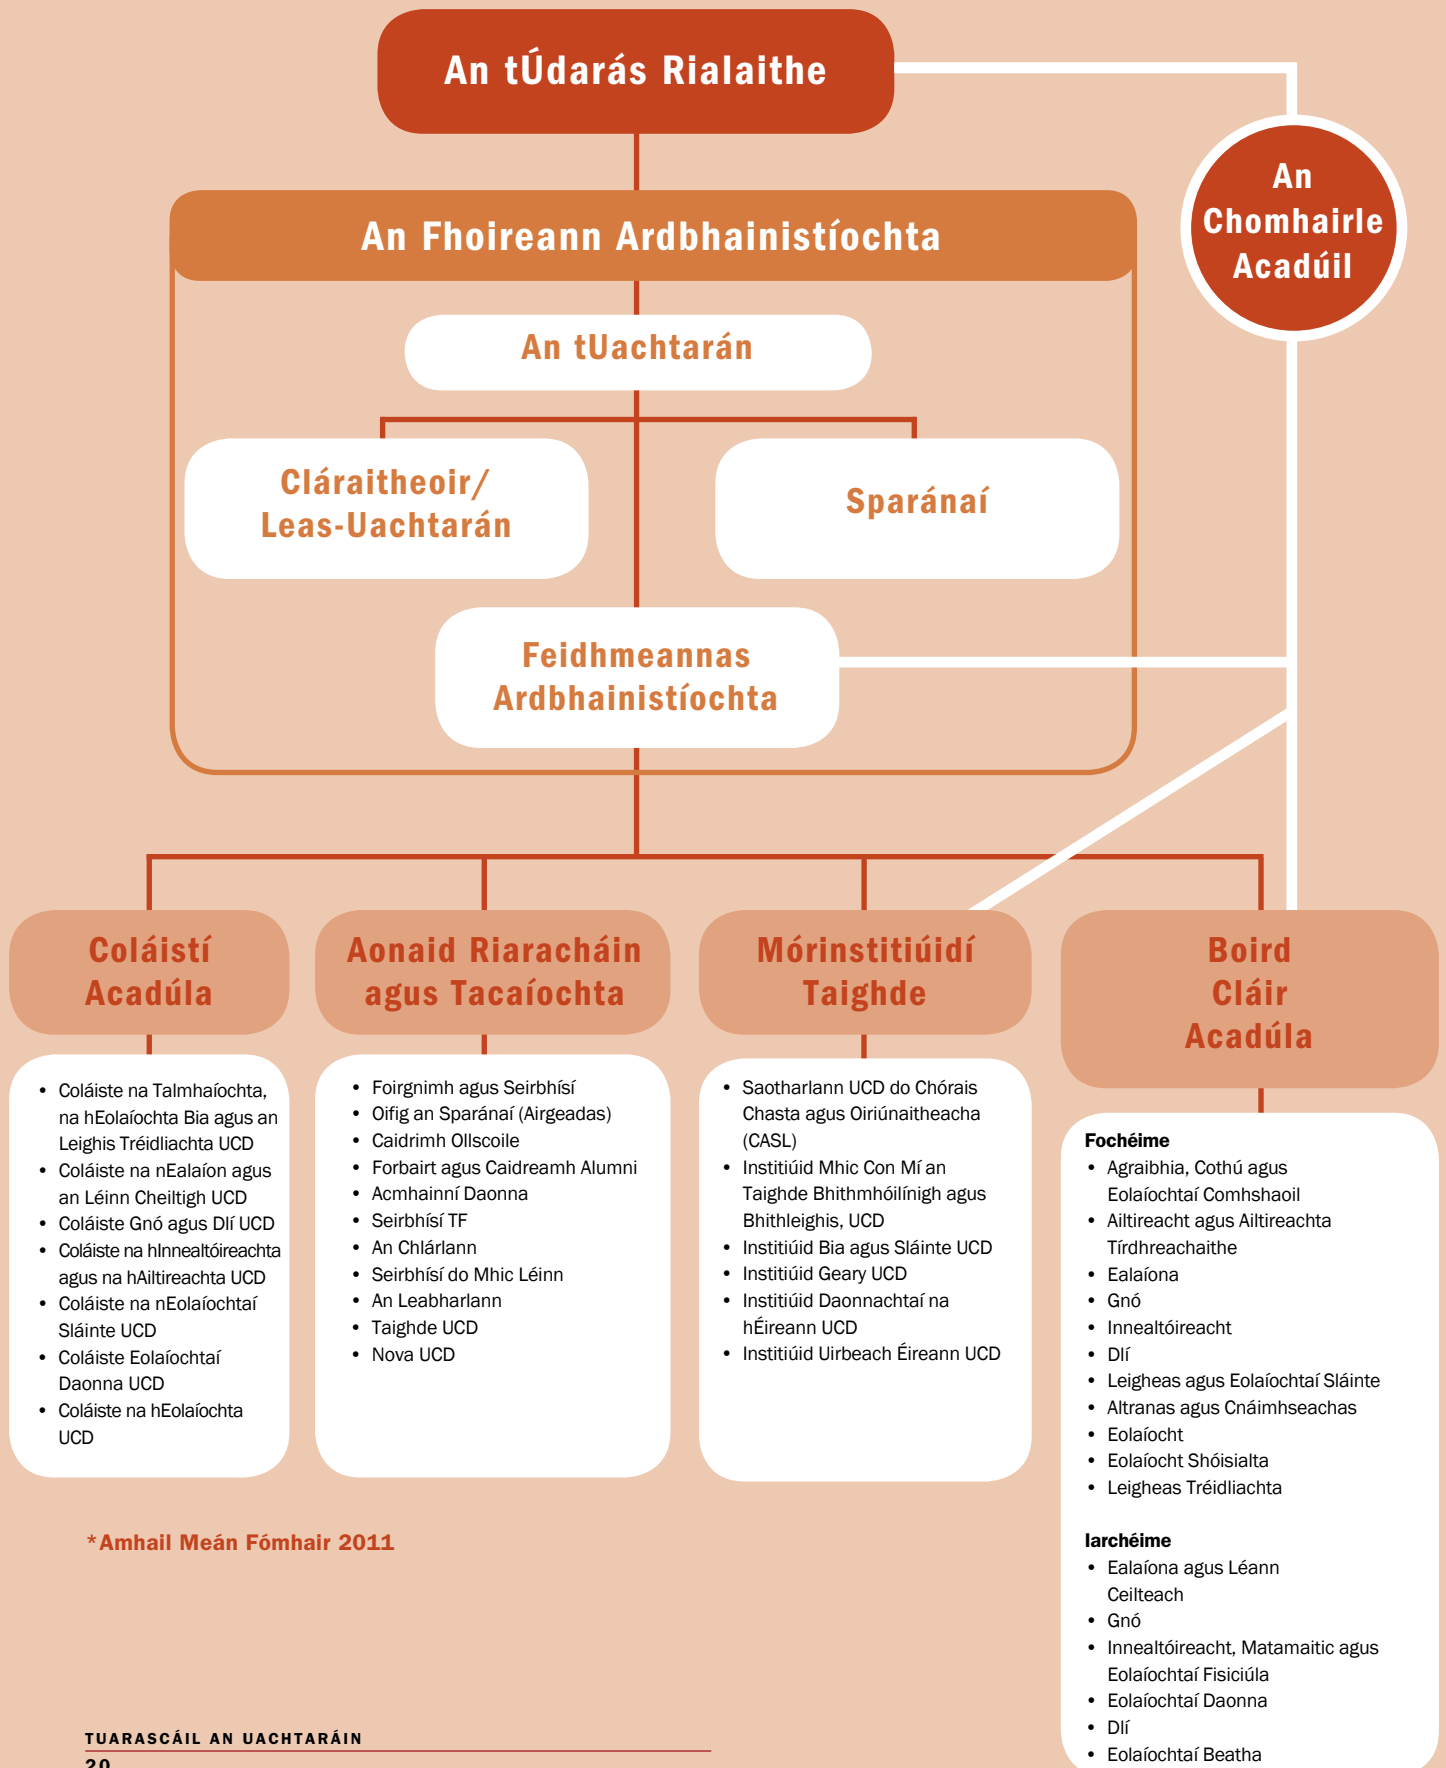 An tÚdarás Rialaithe
An
Chomhairle
Acadúil
An Fhoireann Ardbhainistíochta
An tUachtarán
Cláraitheoir/
Leas-Uachtarán
Sparánaí
Feidhmeannas
Ardbhainistíochta
Coláistí
Acadúla
• Coláiste na Talmhaíochta,
na hEolaíochta Bia agus an
Leighis Tréidliachta UCD
• Coláiste na nEalaíon agus
an Léinn Cheiltigh UCD
• Coláiste Gnó agus Dlí UCD
• Coláiste na hInnealtóireachta
agus na hAiltireachta UCD
• Coláiste na nEolaíochtaí
Sláinte UCD
• Coláiste Eolaíochtaí
Daonna UCD
• Coláiste na hEolaíochta
UCD
Aonaid Riaracháin
agus Tacaíochta
• Foirgnimh agus Seirbhísí
• Oifig an Sparánaí (Airgeadas)
• Caidrimh Ollscoile
• Forbairt agus Caidreamh Alumni
• Acmhainní Daonna
• Seirbhísí TF
• An Chlárlann
• Seirbhísí do Mhic Léinn
• An Leabharlann
• Taighde UCD
• Nova UCD
Mórinstitiúidí
Taighde
• Saotharlann UCD do Chórais
Chasta agus Oiriúnaitheacha
(CASL)
• Institiúid Mhic Con Mí an
Taighde Bhithmhóilínigh agus
Bhithleighis, UCD
• Institiúid Bia agus Sláinte UCD
• Institiúid Geary UCD
• Institiúid Daonnachtaí na
hÉireann UCD
• Institiúid Uirbeach Éireann UCD
Boird
Cláir
Acadúla
Fochéime
• Agraibhia, Cothú agus
Eolaíochtaí Comhshaoil
• Ailtireacht agus Ailtireachta
Tírdhreachaithe
• Ealaíona
• Gnó
• Innealtóireacht
• Dlí
• Leigheas agus Eolaíochtaí Sláinte
• Altranas agus Cnáimhseachas
• Eolaíocht
• Eolaíocht Shóisialta
• Leigheas Tréidliachta
Iarchéime
• Ealaíona agus Léann
Ceilteach
• Gnó
• Innealtóireacht, Matamaitic agus
Eolaíochtaí Fisiciúla
• Eolaíochtaí Daonna
• Dlí
• Eolaíochtaí Beatha
*Amhail Meán Fómhair 2011
TUARASCÁIL AN UACHTARÁIN
20